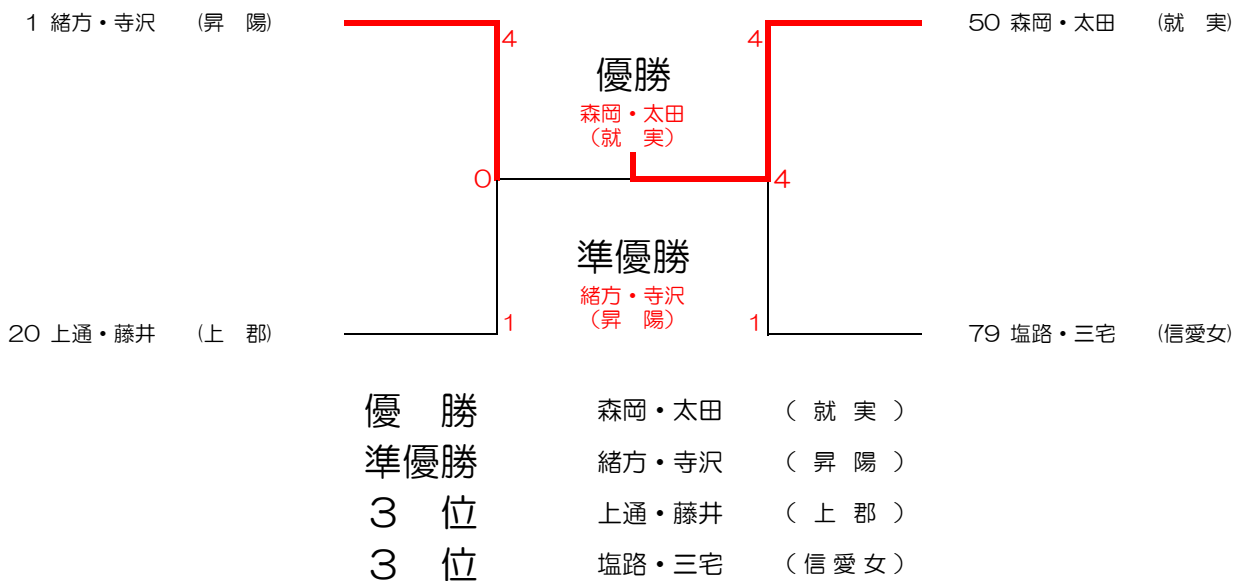 1 緒方・寺沢 (昇 陽) 50 森岡・太田 (就 実)
4 4
優勝
森岡・太田
(就 実)
0 4
準優勝
緒方・寺沢
(昇 陽)
1 1
20 上通・藤井 (上 郡) 79 塩路・三宅 (信愛女)
優 勝 森岡・太田 ( 就 実 )
準優勝 緒方・寺沢 ( 昇 陽 )
3 位 上通・藤井 ( 上 郡 )
3 位 塩路・三宅 (信愛女)